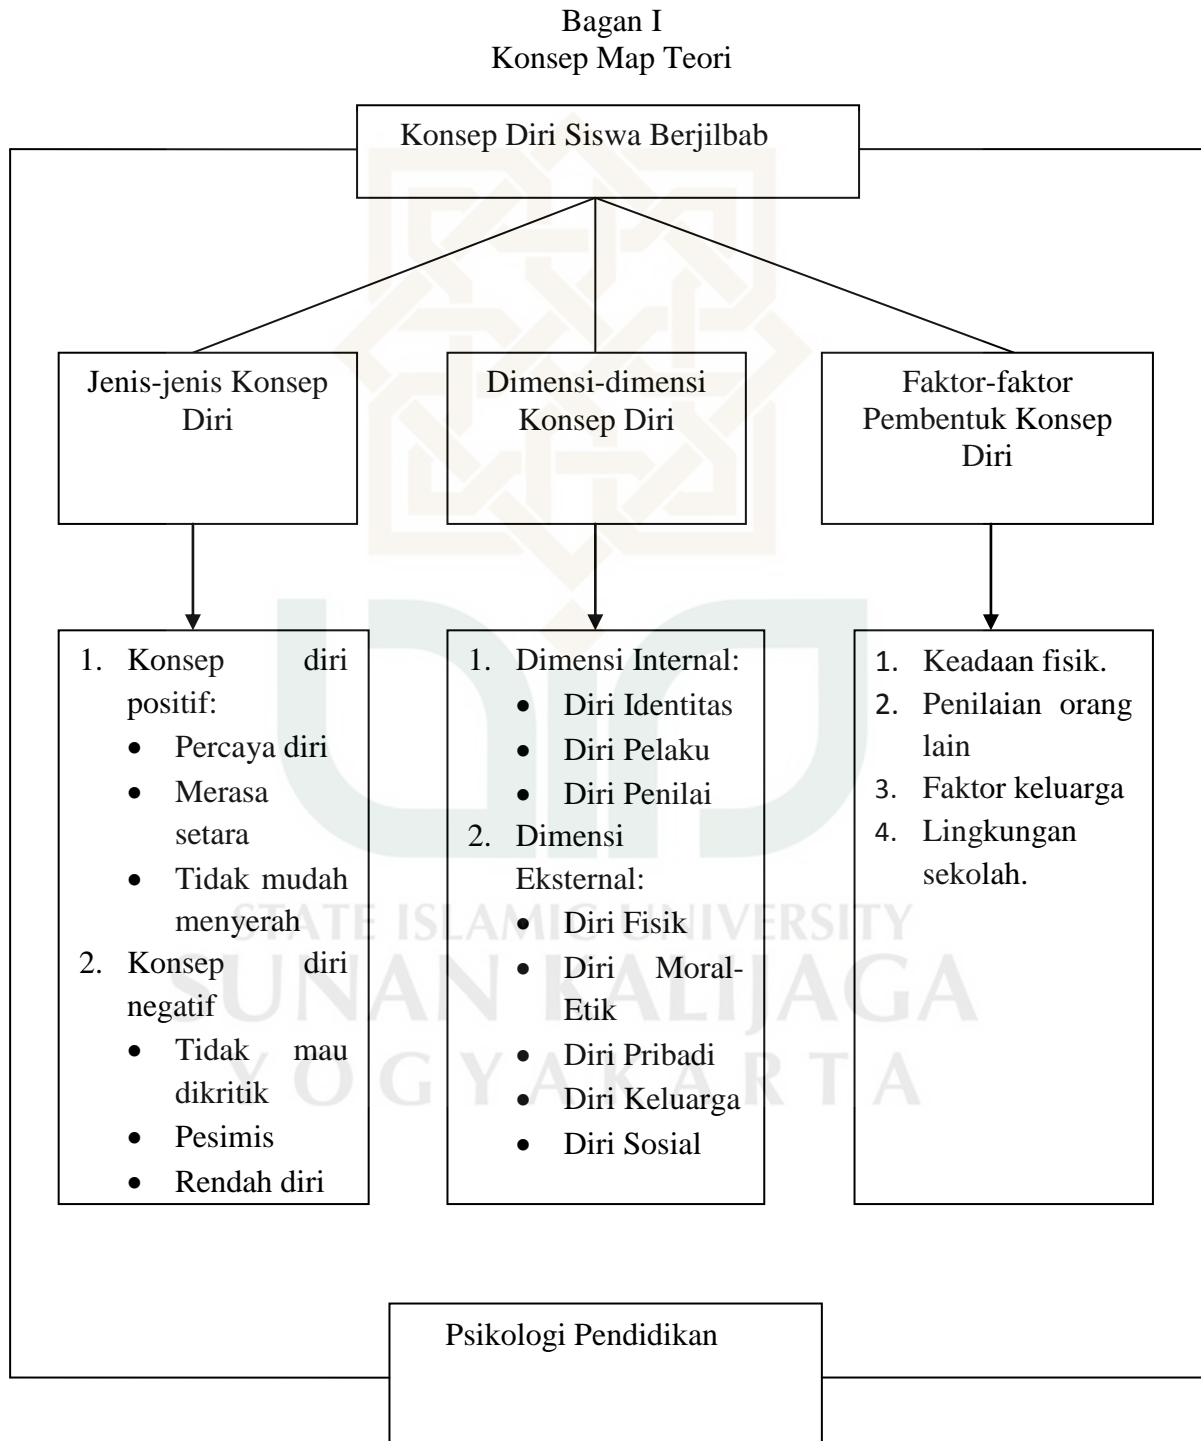 Bagan I
Konsep Map Teori
Konsep Diri Siswa Berjilbab
Jenis-jenis Konsep
Diri
Dimensi-dimensi
Konsep Diri
Faktor-faktor
Pembentuk Konsep
Diri
1. Konsep diri
positif:
• Percaya diri
• Merasa
setara
• Tidak mudah
menyerah
2. Konsep diri
negatif
• Tidak mau
dikritik
• Pesimis
• Rendah diri
1. Dimensi Internal:
• Diri Identitas
• Diri Pelaku
• Diri Penilai
2. Dimensi
Eksternal:
• Diri Fisik
• Diri Moral-
Etik
• Diri Pribadi
• Diri Keluarga
• Diri Sosial
1. Keadaan fisik.
2. Penilaian orang
lain
3. Faktor keluarga
4. Lingkungan
sekolah.
STATE ISLAMIC UNIVERSITY
SUNAN KALIJAGA
YOGYAKARTA
Psikologi Pendidikan